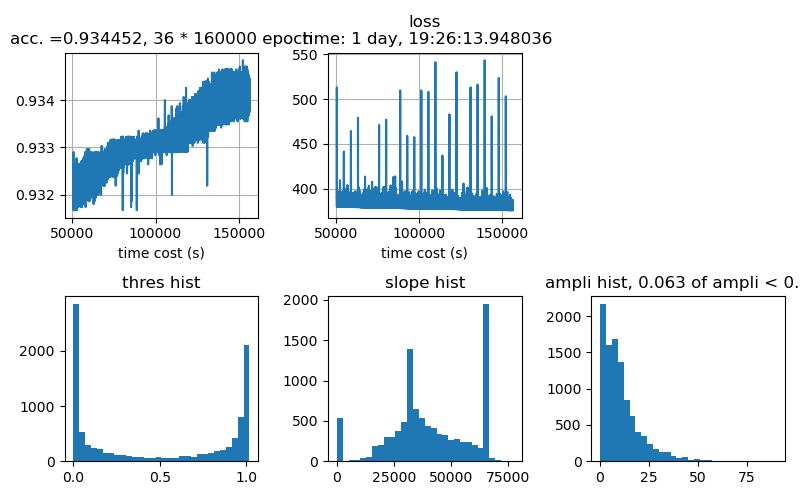 loss
acc. =0.934452, 36 * 160000 epoch
time: 1 day, 19:26:13.948036
0.934
0.933
0.932
50000 100000 150000
time cost (s)
550
500
450
400
50000 100000 150000
time cost (s)
thres hist
2000
1000
0
0.0 0.5 1.0
slope hist
2000
1500
1000
500
0
0 25000 50000 75000
ampli hist, 0.063 of ampli < 0.
2000
1500
1000
500
0
0 25 50 75